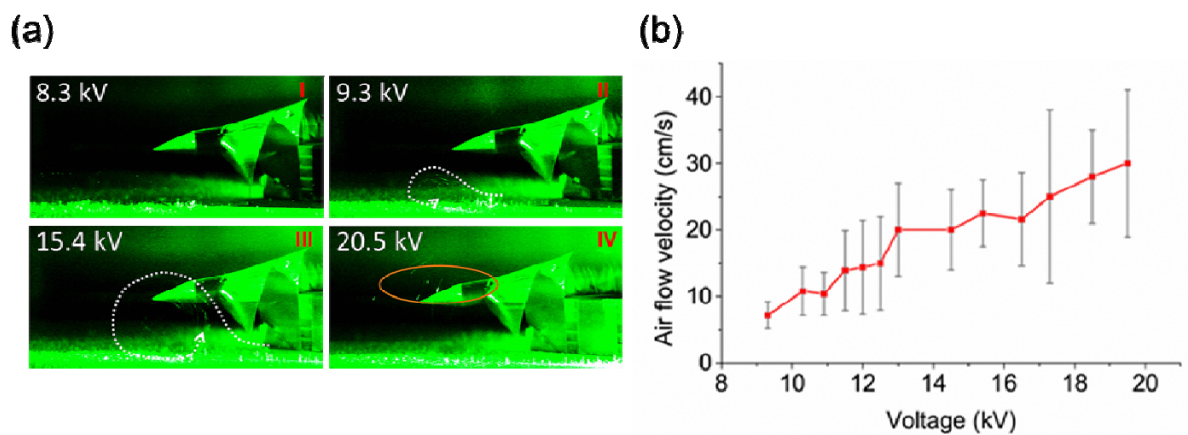 (a)
8.3 kV I
9.3 kV II
15.4 kV III
20.5 kV IV
(b)
Air flow velocity (cm/s)
40
30
20
10
0
8 10 12 14 16 18 20
Voltage (kV)